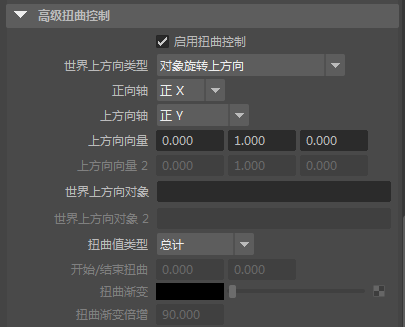 高级扭曲控制
启用扭曲控制
世界上方向类型 对象旋转上方向
正向轴 正 X
上方向轴 正 Y
上方向向量 0.000 1.000 0.000
上方向向量 2 0.000 1.000 0.000
世界上方向对象
世界上方向对象 2
扭曲值类型 总计
开始/结束扭曲 0.000 0.000
扭曲渐变
扭曲渐变倍增 90.000